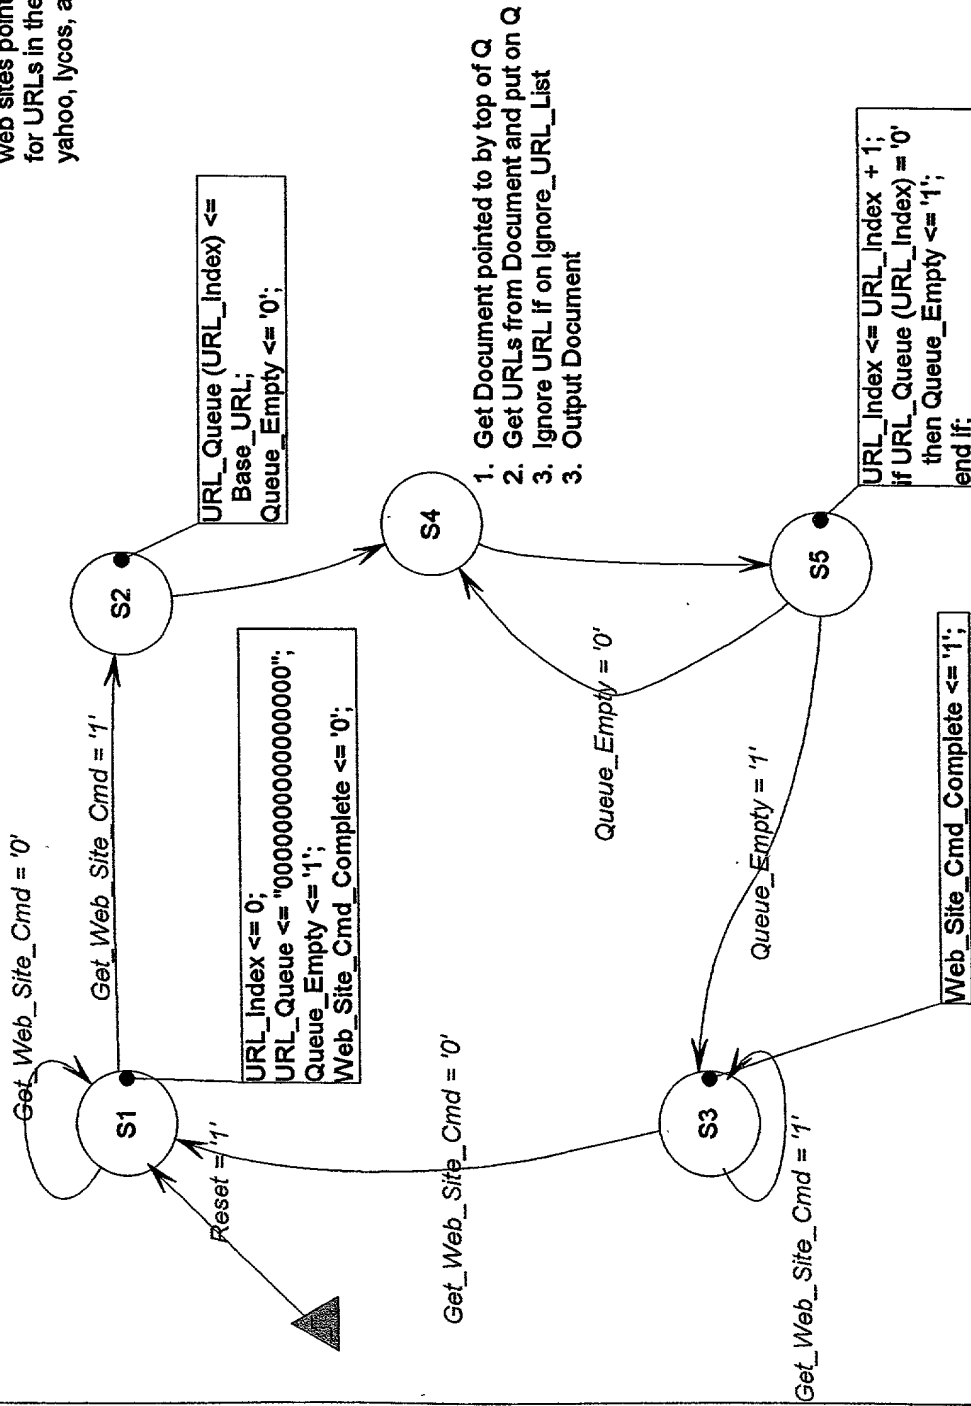 Web sites point
for URLs in the
yahoo, lycos, a
Get_Web_Site_Cmd = '0'
S1
Get_Web_Site_Cmd = '1'
S2
URL_Queue (URL_Index) <=
Base_URL;
Queue_Empty <= '0';
Reset = '1'
URL_Index <= 0;
URL_Queue <= "0000000000000000";
Queue_Empty <= '1';
Web_Site_Cmd_Complete <= '0';
S4
1. Get Document pointed to by top of Q
2. Get URLs from Document and put on Q
3. Ignore URL if on Ignore_URL_List
3. Output Document
Get_Web_Site_Cmd = '0'
Queue_Empty = '0'
Queue_Empty = '1'
S3
S5
URL_Index <= URL_Index + 1;
if URL_Queue (URL_Index) = '0'
then Queue_Empty <= '1';
end if;
Get_Web_Site_Cmd = '1'
Web_Site_Cmd_Complete <= '1';